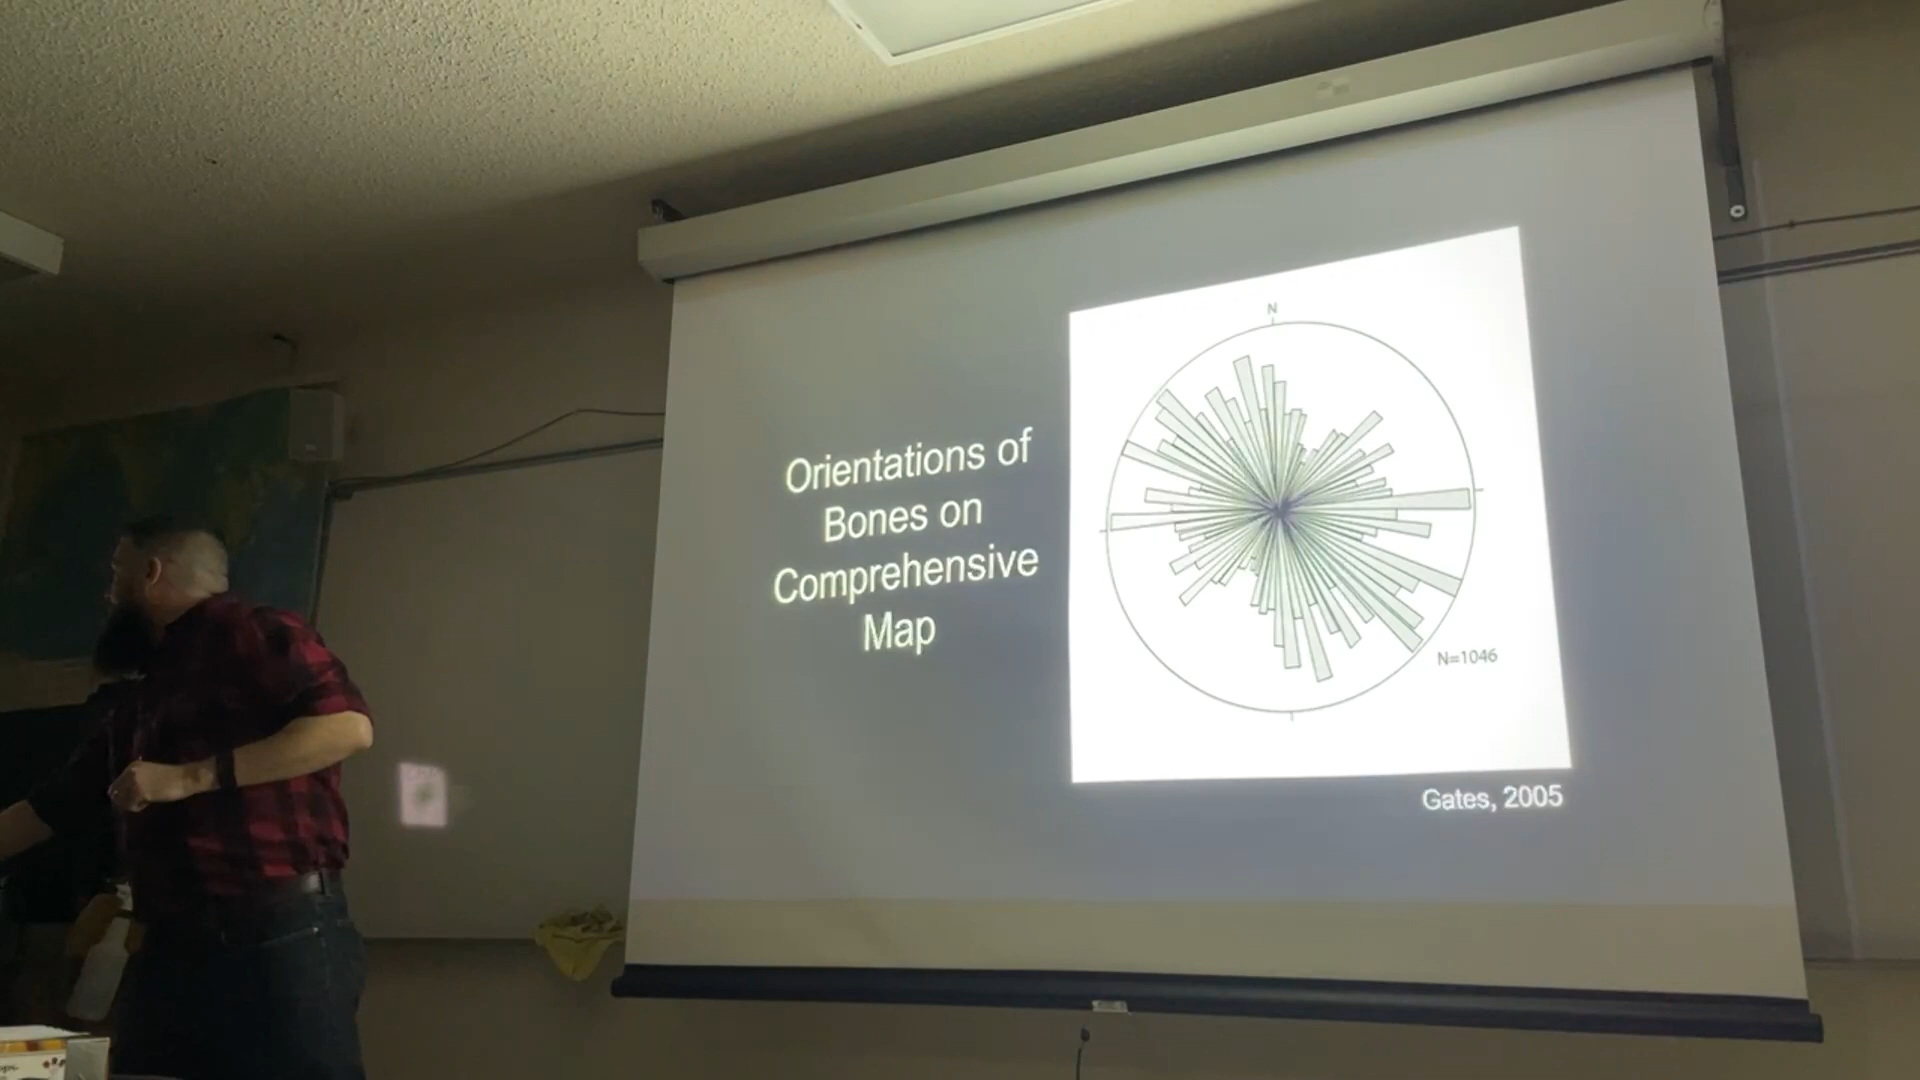 Orientations of
Bones on
Comprehensive
Map
N
N=1046
Gates, 2005